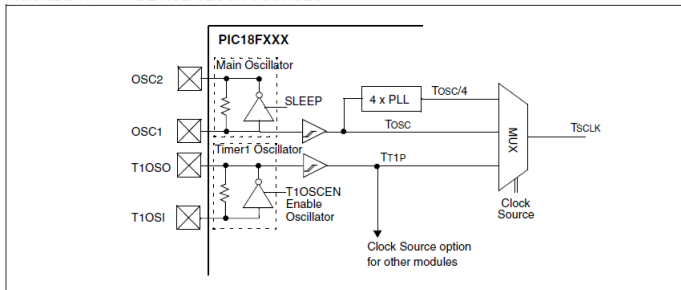 PIC18FXXX
Main Oscillator
OSC2
SLEEP
4 x PLL
TOSC/4
OSC1
TOSC
TSCLK
MUX
Timer1 Oscillator
T1OSO
TT1P
T1OSCEN
Enable
Oscillator
Clock
Source
T1OSI
Clock Source option
for other modules